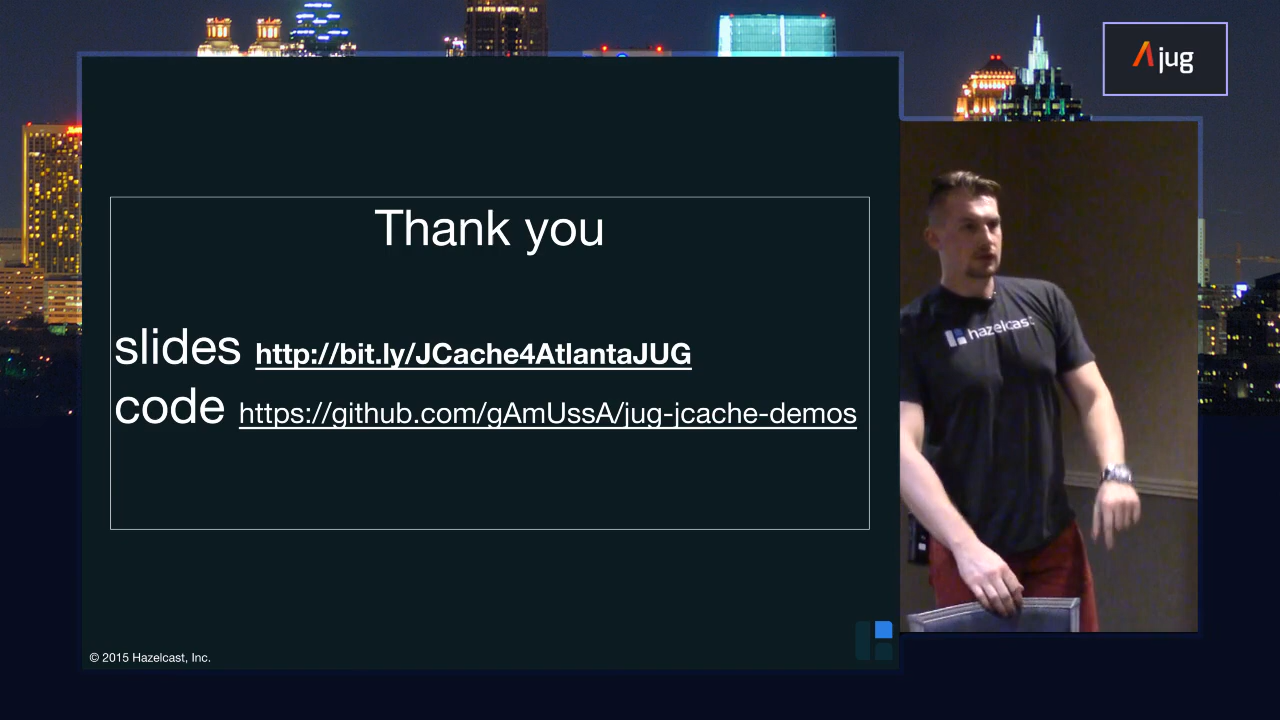 jug
Thank you
slides http://bit.ly/JCache4AtlantaJUG
code https://github.com/gAmUssA/jug-jcache-demos
hazelcast
© 2015 Hazelcast, Inc.